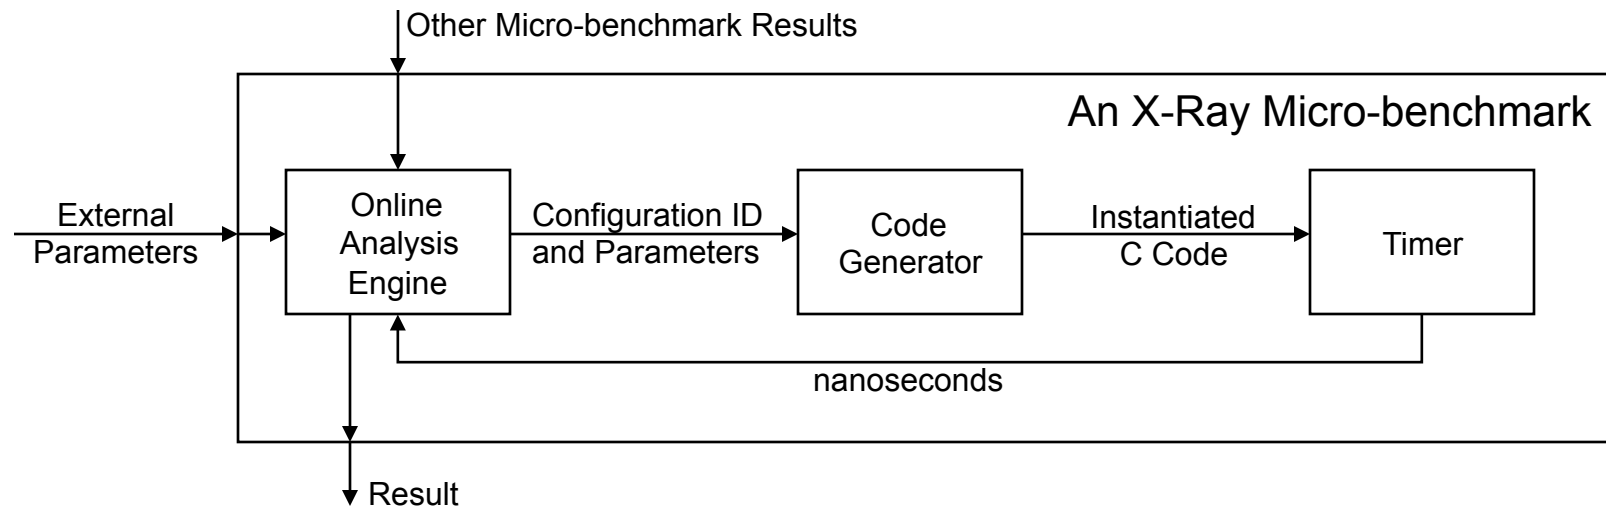 Other Micro-benchmark Results
An X-Ray Micro-benchmark
External
Parameters
Online
Analysis
Engine
Configuration ID
and Parameters
Code
Generator
Instantiated
C Code
Timer
nanoseconds
Result